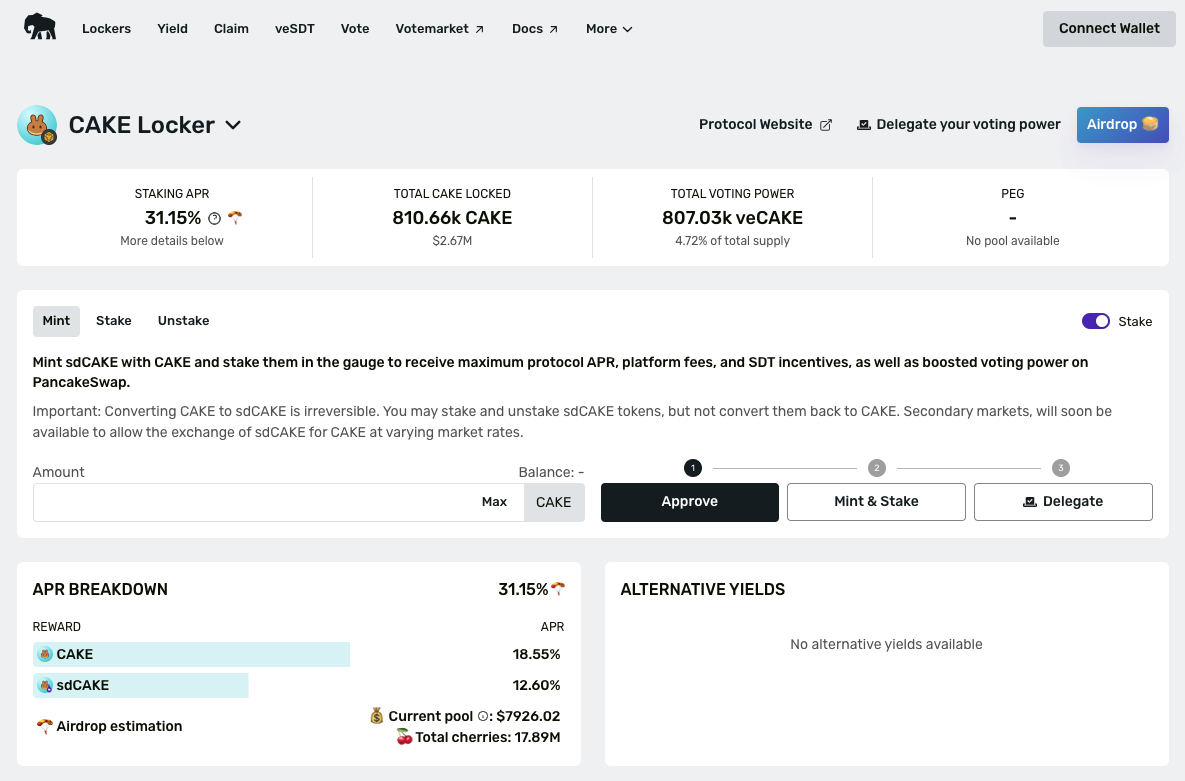 Lockers Yield Claim veSDT Vote Votemarket Docs More Connect Wallet
CAKE Locker Protocol Website Delegate your voting power Airdrop
STAKING APR TOTAL CAKE LOCKED TOTAL VOTING POWER PEG
31.15% 810.66k CAKE 807.03k veCAKE -
More details below $2.67M 4.72% of total supply No pool available
Mint Stake Unstake Stake
Mint sdCAKE with CAKE and stake them in the gauge to receive maximum protocol APR, platform fees, and SDT incentives, as well as boosted voting power on
PancakeSwap.
Important: Converting CAKE to sdCAKE is irreversible. You may stake and unstake sdCAKE tokens, but not convert them back to CAKE. Secondary markets, will soon be
available to allow the exchange of sdCAKE for CAKE at varying market rates.
Amount Balance: - 1 2 3
Max CAKE Approve Mint & Stake Delegate
APR BREAKDOWN 31.15%
REWARD APR
CAKE 18.55%
sdCAKE 12.60%
Airdrop estimation
Current pool : $7926.02
Total cherries: 17.89M
ALTERNATIVE YIELDS
No alternative yields available